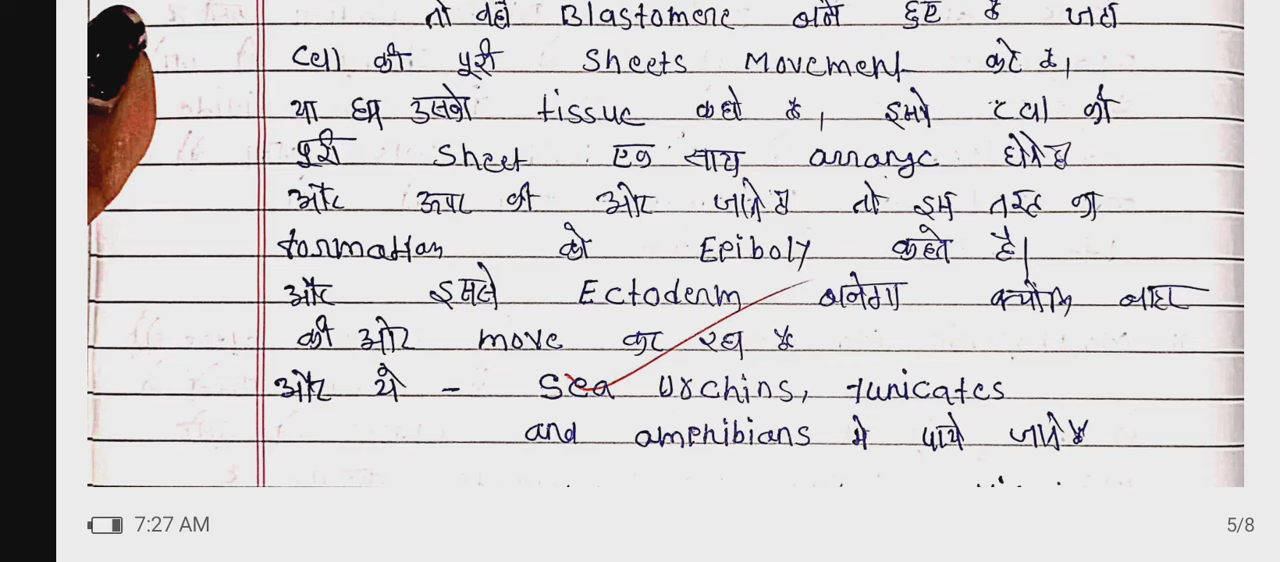 तो वहाँ Blastomere बने हुए है जहाँ
Cell की पूरी Sheets Movement करते है,
या हम उसको tissue कहते है, इसमें cells की
पूरी Sheet एक साथ arrange होते है
और ऊपर की ओर जाते है तो इस तरह का
formation को Epiboly कहते है।
और इससे Ectoderm बनेगा क्योंकि बाहर
की ओर move कर रहा है
और ये - Sea Urchins, Tunicates
and amphibians मे पाये जाते है
7:27 AM
5/8